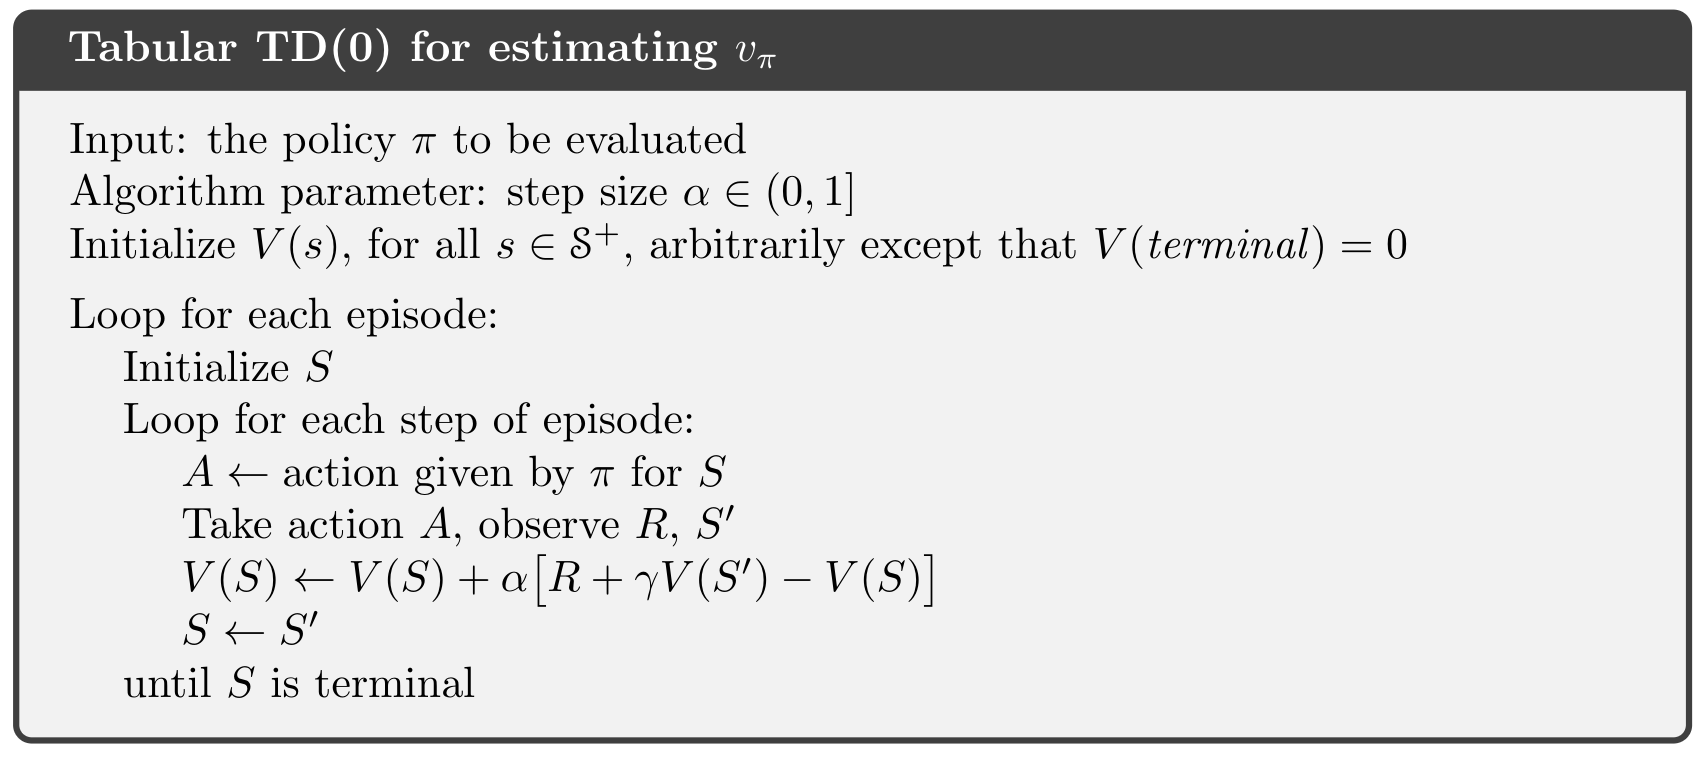 Tabular TD(0) for estimating $v_\pi$
Input: the policy $\pi$ to be evaluated
Algorithm parameter: step size $\alpha \in (0, 1]$
Initialize $V(s)$, for all $s \in \mathcal{S}^+$, arbitrarily except that $V(terminal) = 0$
Loop for each episode:
Initialize $S$
Loop for each step of episode:
$A \leftarrow$ action given by $\pi$ for $S$
Take action $A$, observe $R$, $S'$
$V(S) \leftarrow V(S) + \alpha[R + \gamma V(S') - V(S)]$
$S \leftarrow S'$
until $S$ is terminal